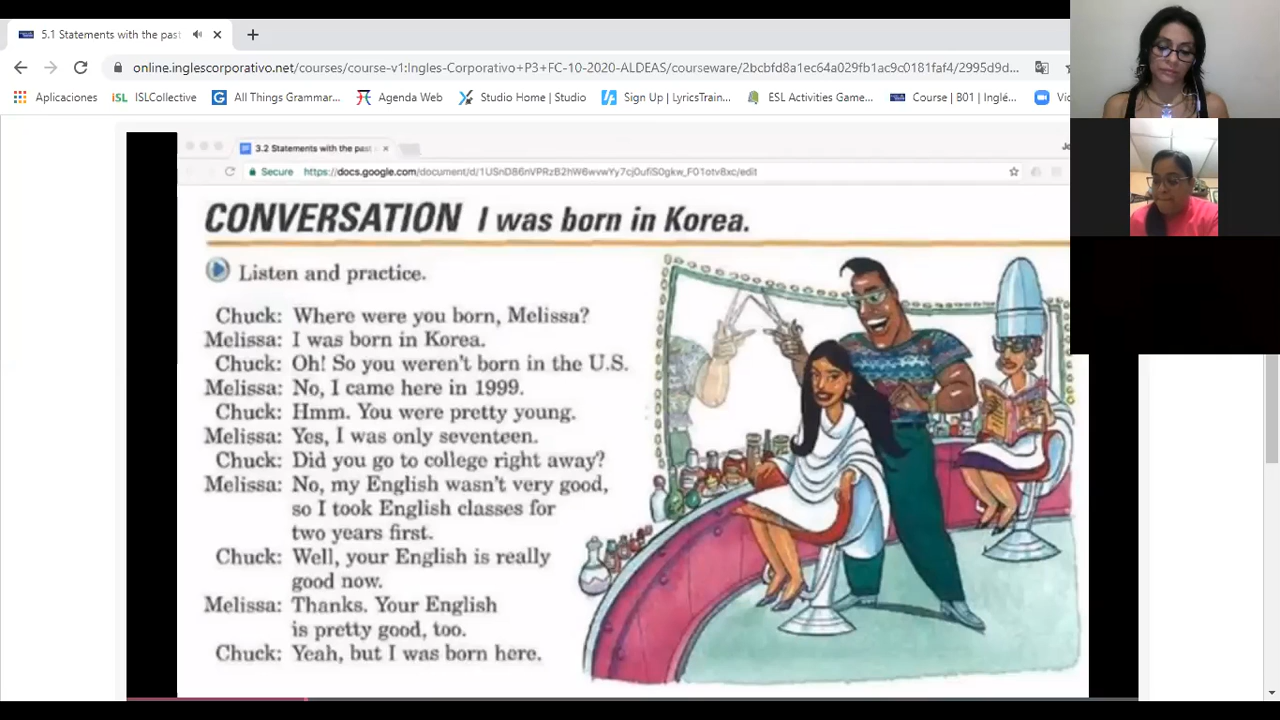 5.1 Statements with the past
online.inglescorporativo.net/courses/course-v1:Ingles-Corporativo+P3+FC-10-2020-ALDEAS/courseware/2bcbfd8a1ec64a029fb1ac9c0181faf4/2995d9d...
Aplicaciones iSL ISLCollective All Things Grammar... Agenda Web Studio Home | Studio Sign Up | LyricsTrain... ESL Activities Game... Course | B01 | Inglé...
3.2 Statements with the past
Secure
CONVERSATION I was born in Korea.
Listen and practice.
Chuck: Where were you born, Melissa?
Melissa: I was born in Korea.
Chuck: Oh! So you weren't born in the U.S.
Melissa: No, I came here in 1999.
Chuck: Hmm. You were pretty young.
Melissa: Yes, I was only seventeen.
Chuck: Did you go to college right away?
Melissa: No, my English wasn't very good,
so I took English classes for
two years first.
Chuck: Well, your English is really
good now.
Melissa: Thanks. Your English
is pretty good, too.
Chuck: Yeah, but I was born here.